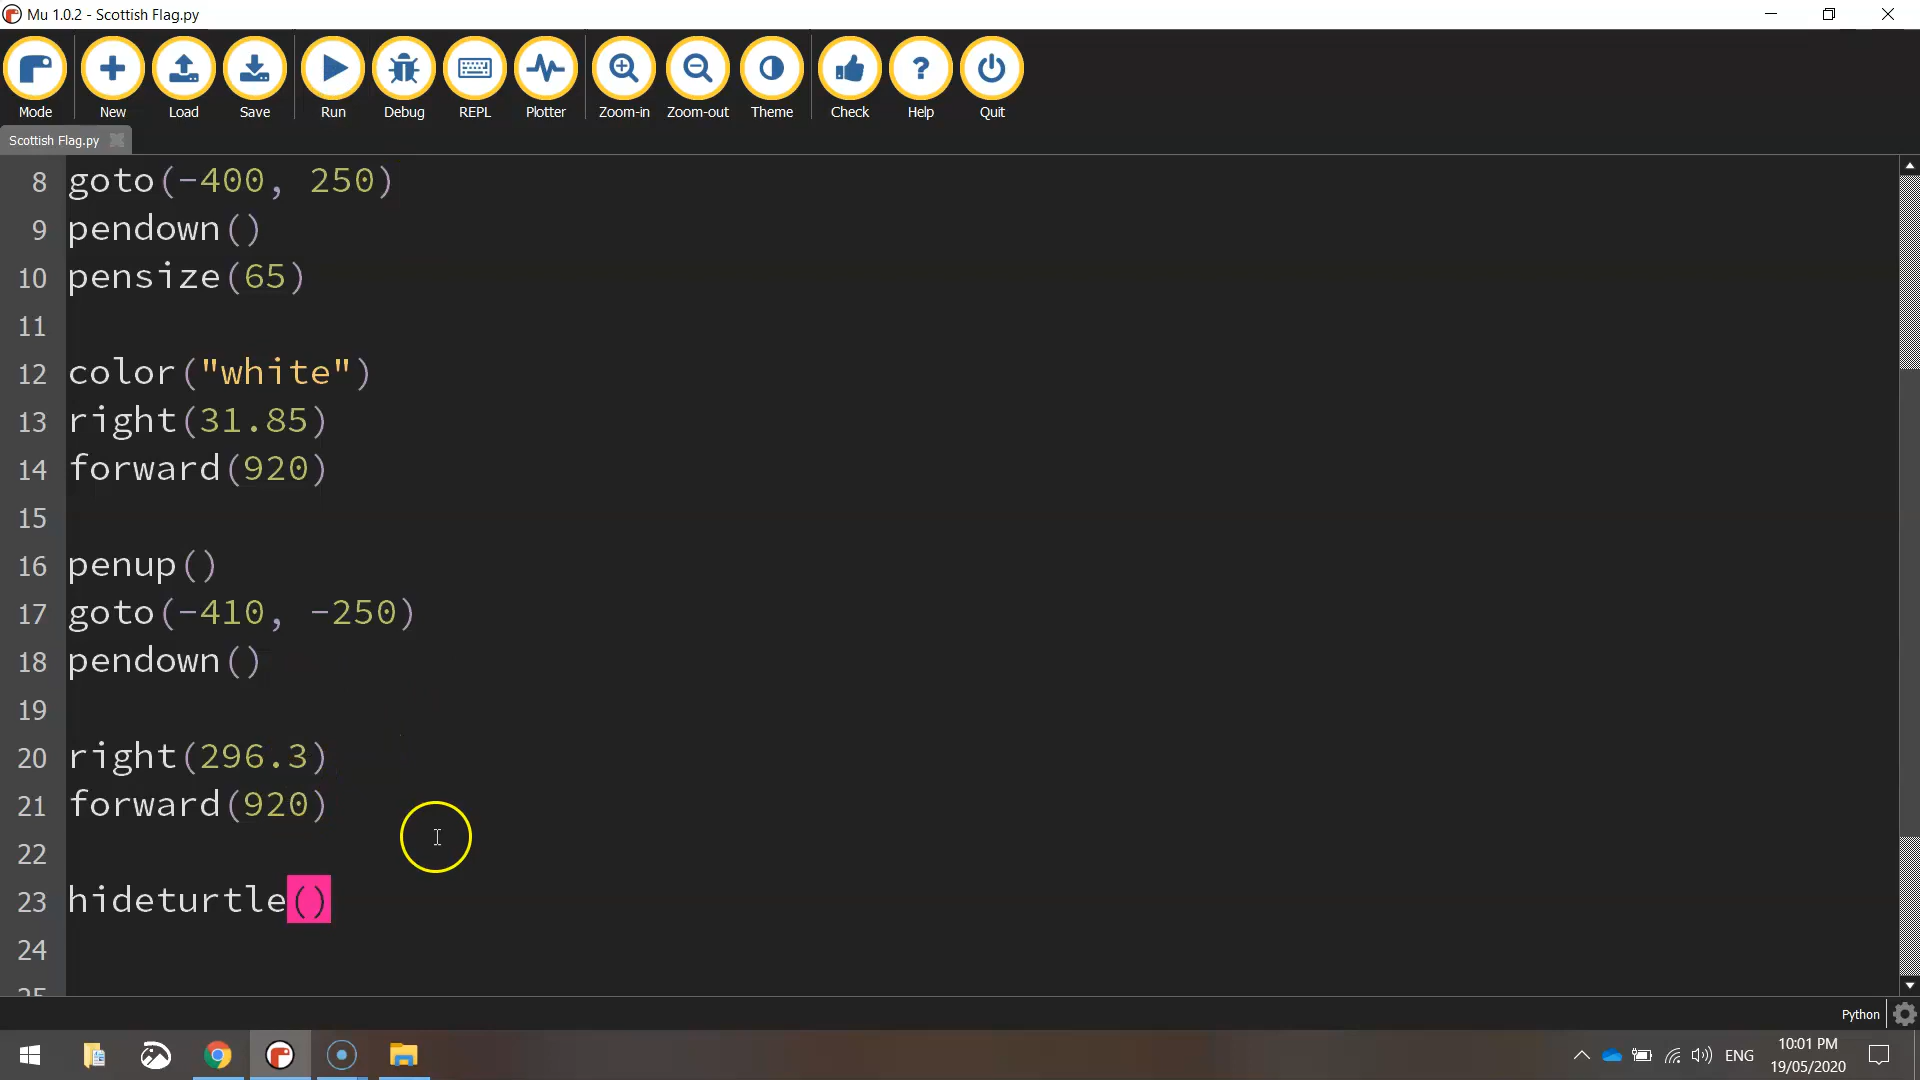 Mu 1.0.2 - Scottish Flag.py
Mode New Load Save Run Debug REPL Plotter Zoom-in Zoom-out Theme Check Help Quit
Scottish Flag.py
8 goto(-400, 250)
9 pendown()
10 pensize(65)
11
12 color("white")
13 right(31.85)
14 forward(920)
15
16 penup()
17 goto(-410, -250)
18 pendown()
19
20 right(296.3)
21 forward(920)
22
23 hideturtle()
24
25
Python
ENG
10:01 PM
19/05/2020